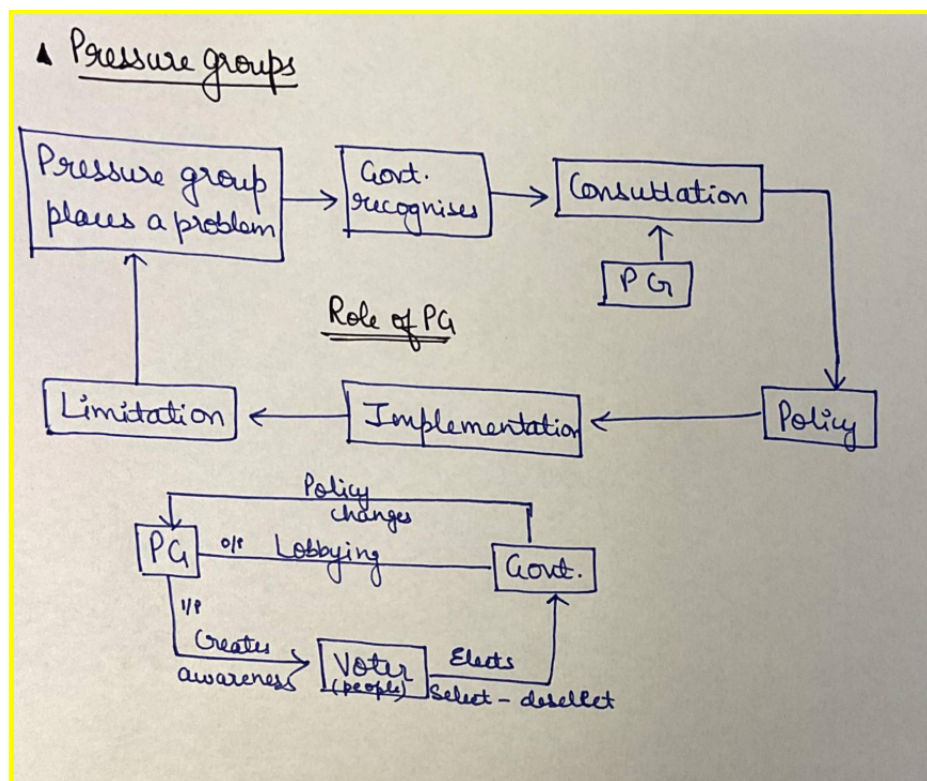 ▲ Pressure groups
Pressure group
places a problem
Govt.
recognises
Consultation
PG
Role of PG
Limitation
Implementation
Policy
Policy
changes
PG
O/P Lobbying
Govt.
I/P
Creates
awareness
Voter
(people)
Elects
Select - desellet